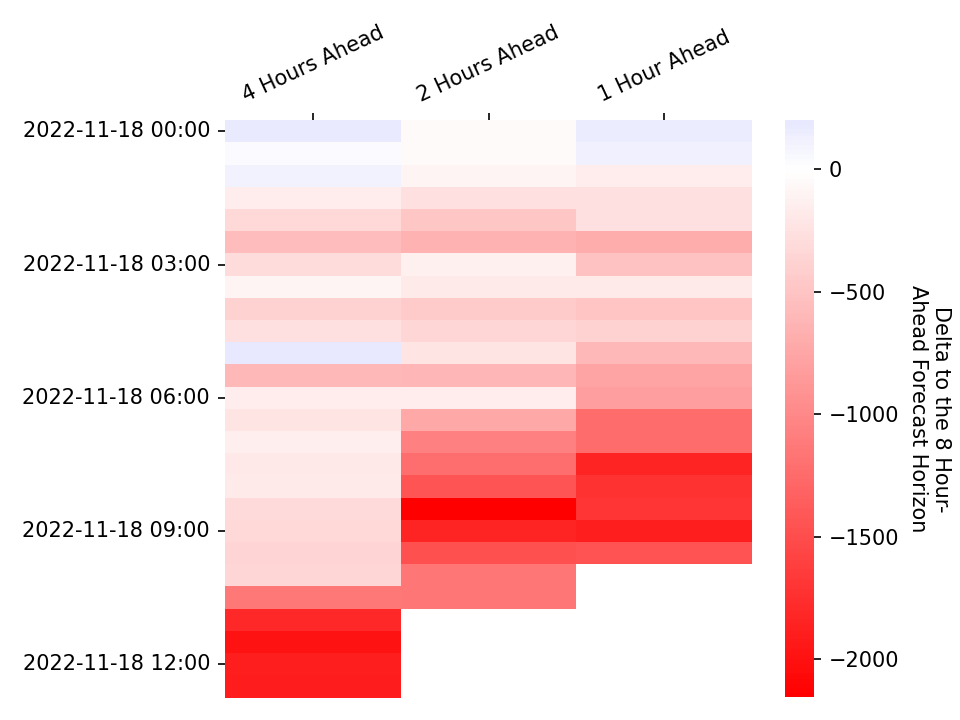 4 Hours Ahead
2 Hours Ahead
1 Hour Ahead
2022-11-18 00:00
2022-11-18 03:00
2022-11-18 06:00
2022-11-18 09:00
2022-11-18 12:00
0
−500
−1000
−1500
−2000
Delta to the 8 Hour-
Ahead Forecast Horizon